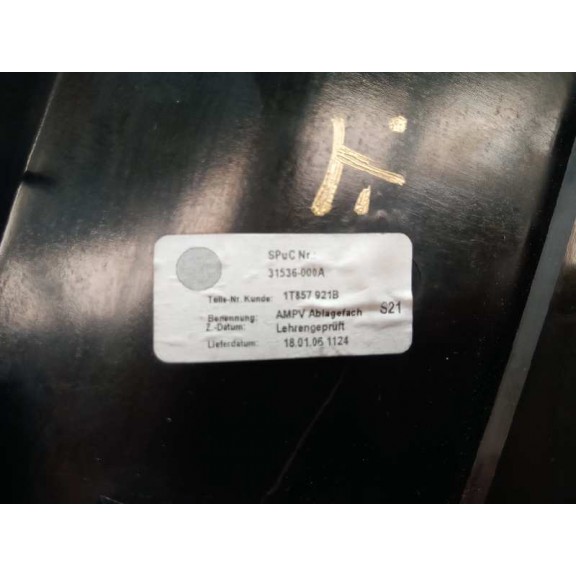 SPuC Nr.:
31536-000A
Teile-Nr. Kunde: 1T857 921B
Benennung: AMPV Ablagefach S21
Z.-Datum: Lehrengeprüft
Lieferdatum: 18.01.06 1124